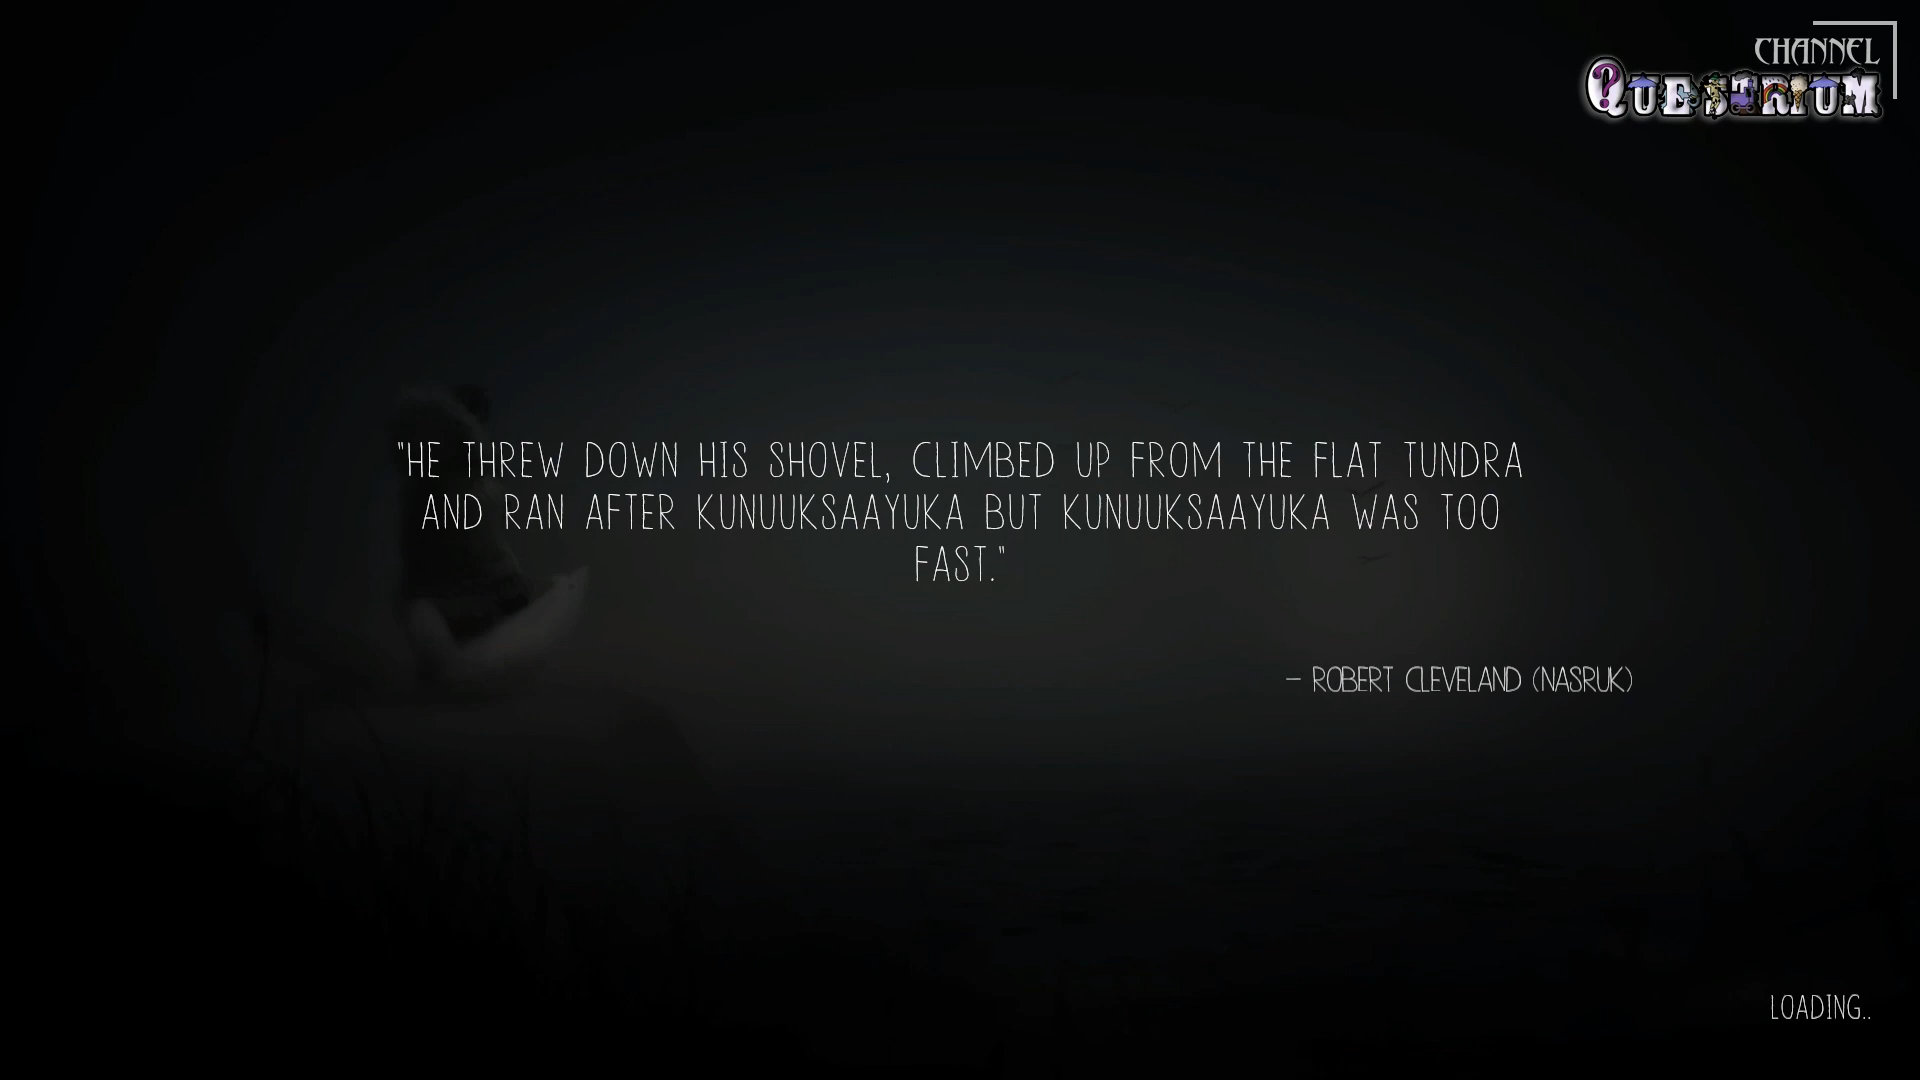 CHANNEL
QUESTRIUM
"HE THREW DOWN HIS SHOVEL, CLIMBED UP FROM THE FLAT TUNDRA
AND RAN AFTER KUNUUKSAAYUKA BUT KUNUUKSAAYUKA WAS TOO
FAST."
– ROBERT CLEVELAND (NASRUK)
LOADING..